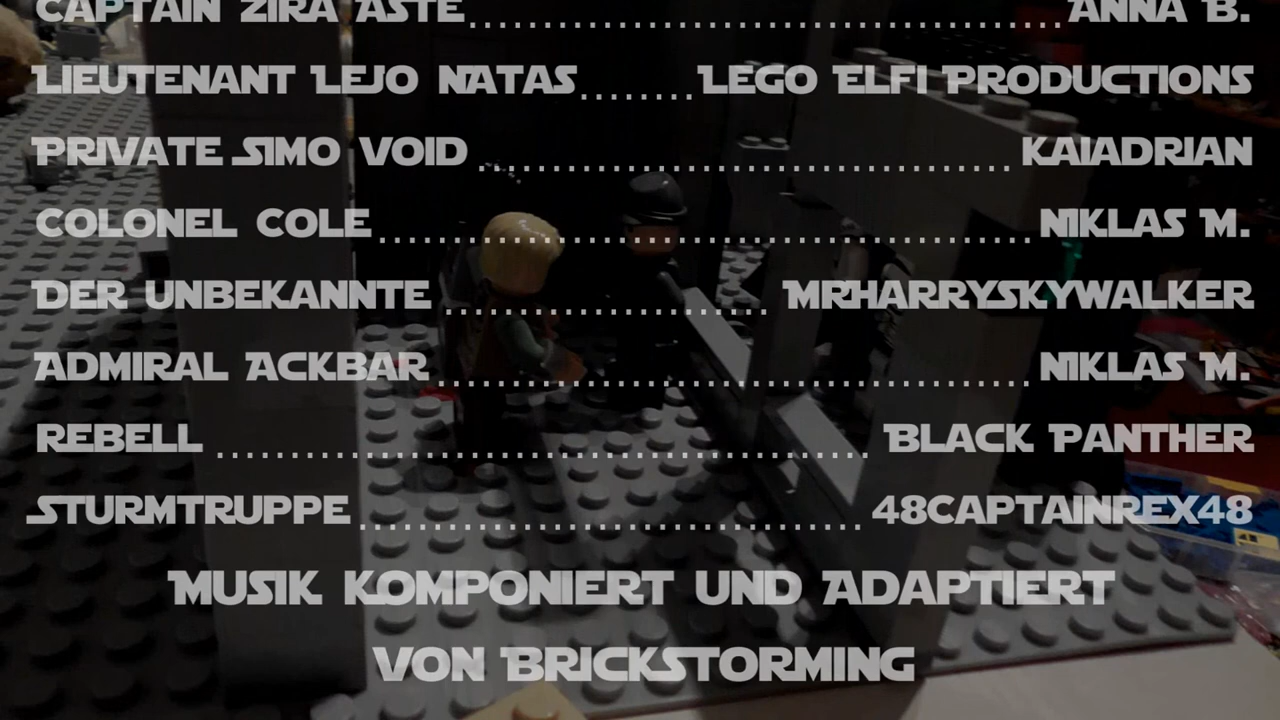 Captain Zira Aste............................................Anna B.
Lieutenant Lejo Natas........Lego Elfi Productions
Private Simo Void.......................................KaiAdrian
Colonel Cole................................................Niklas M.
Der Unbekannte........................MrHarrySkywalker
Admiral Ackbar............................................Niklas M.
Rebell................................................Black Panther
Sturmtruppe.....................................48CaptainRex48
Musik komponiert und adaptiert
von Brickstorming